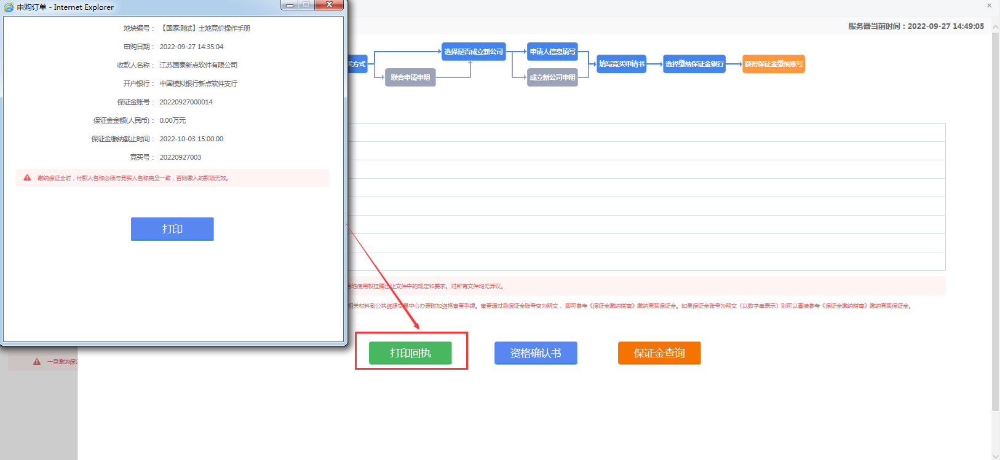 申购订单 - Internet Explorer
地块编号：【国泰测试】土地竞价操作手册
申购日期：2022-09-27 14:35:04
收款人名称：江苏国泰新点软件有限公司
开户银行：中国模拟银行新点软件支行
保证金账号：20220927000014
保证金金额(人民币)：0.00万元
保证金缴纳截止时间：2022-10-03 15:00:00
竞买号：20220927003
缴纳保证金时，付款人名称必须与竞买人名称完全一致，否则缴入的款项无效。
打印
服务器当前时间：2022-09-27 14:49:05
买方式
选择是否成立新公司
联合申请申明
申请人信息填写
成立新公司申明
填写竞买申请书
选择缴纳保证金银行
获得保证金缴纳账号
用地使用权挂牌出让文件中的规定和要求。对所有文件均无异议。
相关材料到公共资源交易中心办理附加资格审查手续。审查通过后保证金账号变为明文，即可参考《保证金缴纳指南》缴纳竞买保证金。如果保证金账号为明文〔以数字串表示〕则可以直接参考《保证金缴纳指南》缴纳竞买保证金。
打印回执
资格确认书
保证金查询
一旦缴纳保证